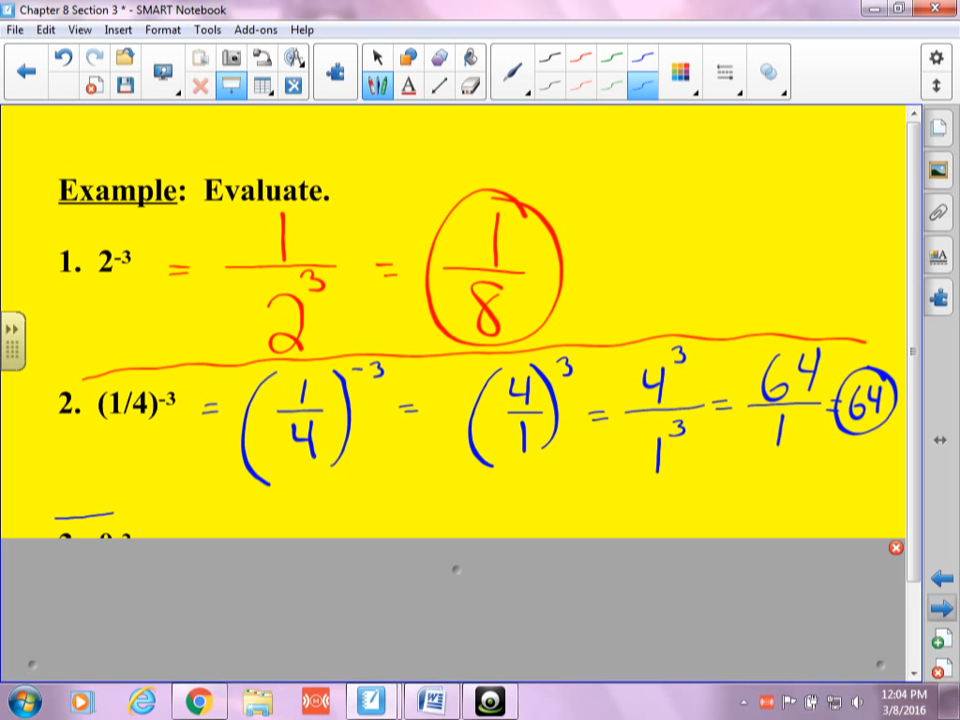 Chapter 8 Section 3 * - SMART Notebook
File Edit View Insert Format Tools Add-ons Help
Example: Evaluate.
1. 2⁻³ = 1/2³ = 1/8
2. (1/4)⁻³ = (1/4)⁻³ = (4/1)³ = 4³/1³ = 64/1 = 64
12:04 PM
3/8/2016